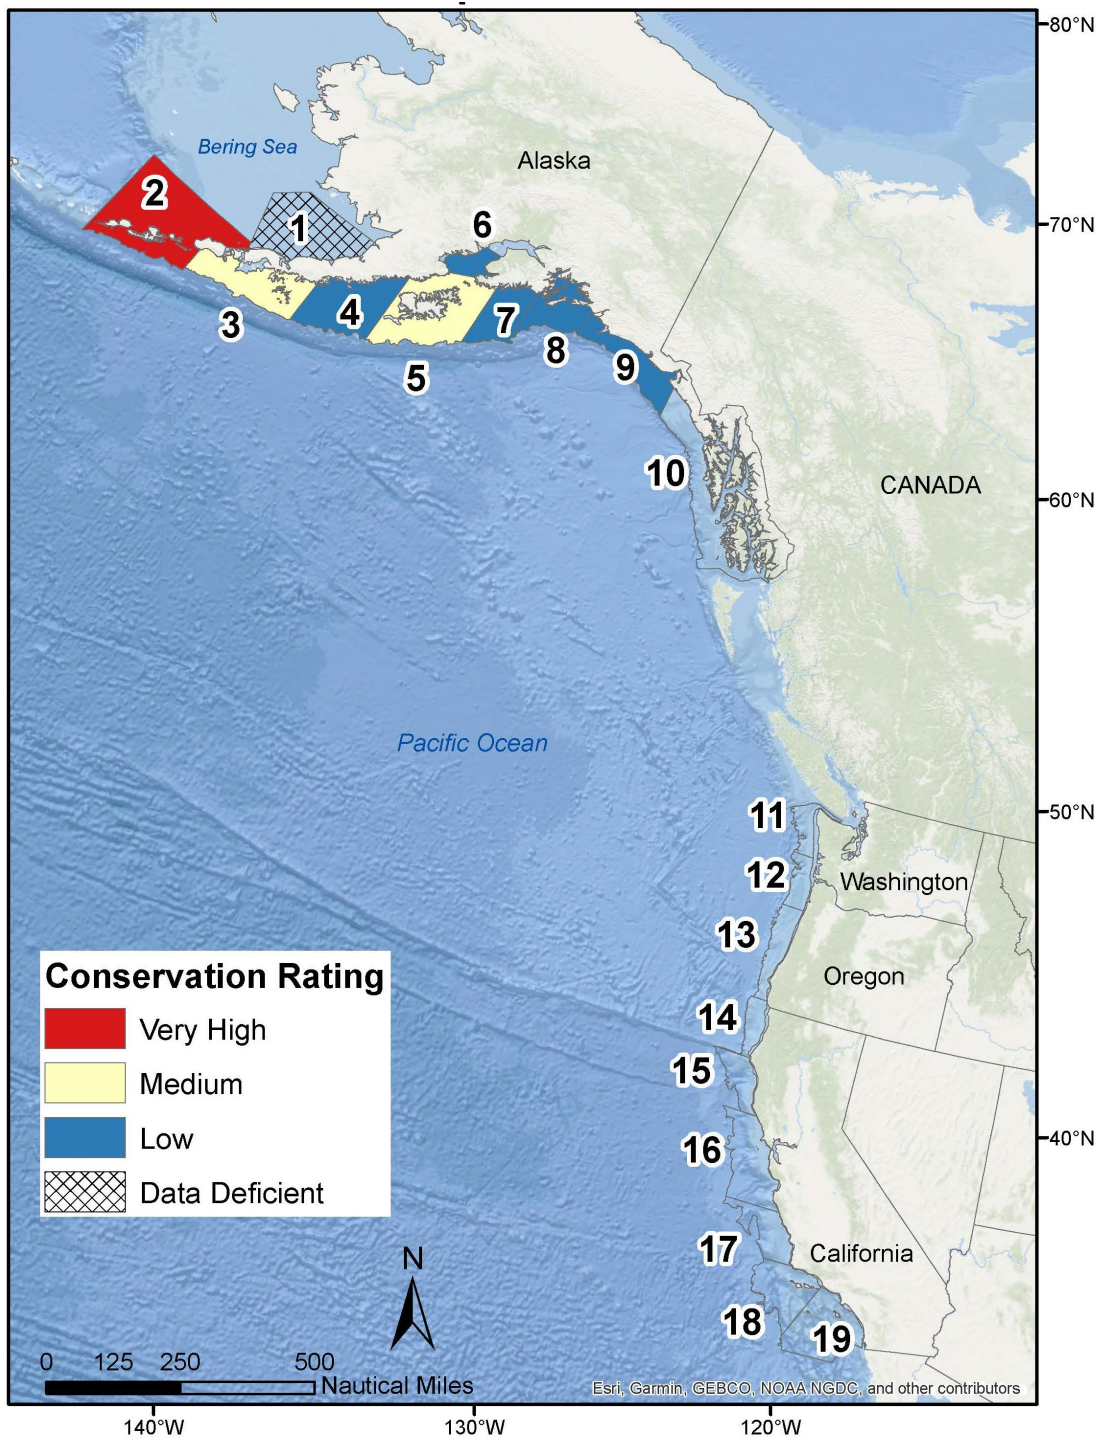 80°N
Bering Sea
Alaska
2
1
6
70°N
3
4
7
8
9
5
10
CANADA
60°N
Pacific Ocean
11
50°N
12
Washington
13
Oregon
14
15
16
40°N
17
California
18
19
Conservation Rating
Very High
Medium
Low
Data Deficient
N
0 125 250 500
Nautical Miles
Esri, Garmin, GEBCO, NOAA NGDC, and other contributors
140°W 130°W 120°W